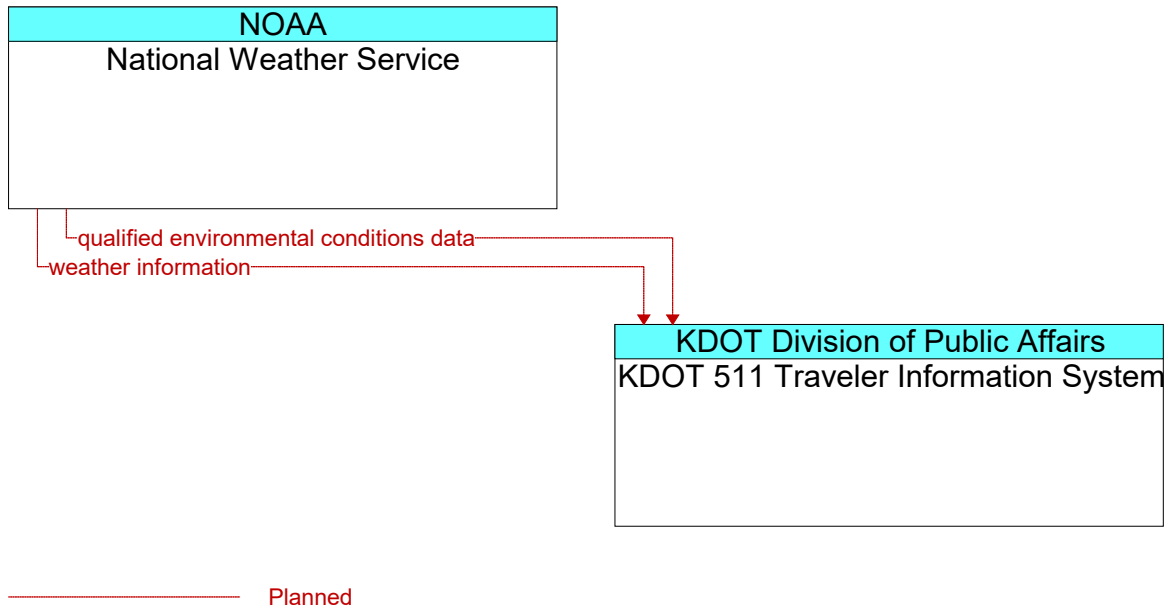 NOAA
National Weather Service
qualified environmental conditions data
weather information
KDOT Division of Public Affairs
KDOT 511 Traveler Information System
Planned